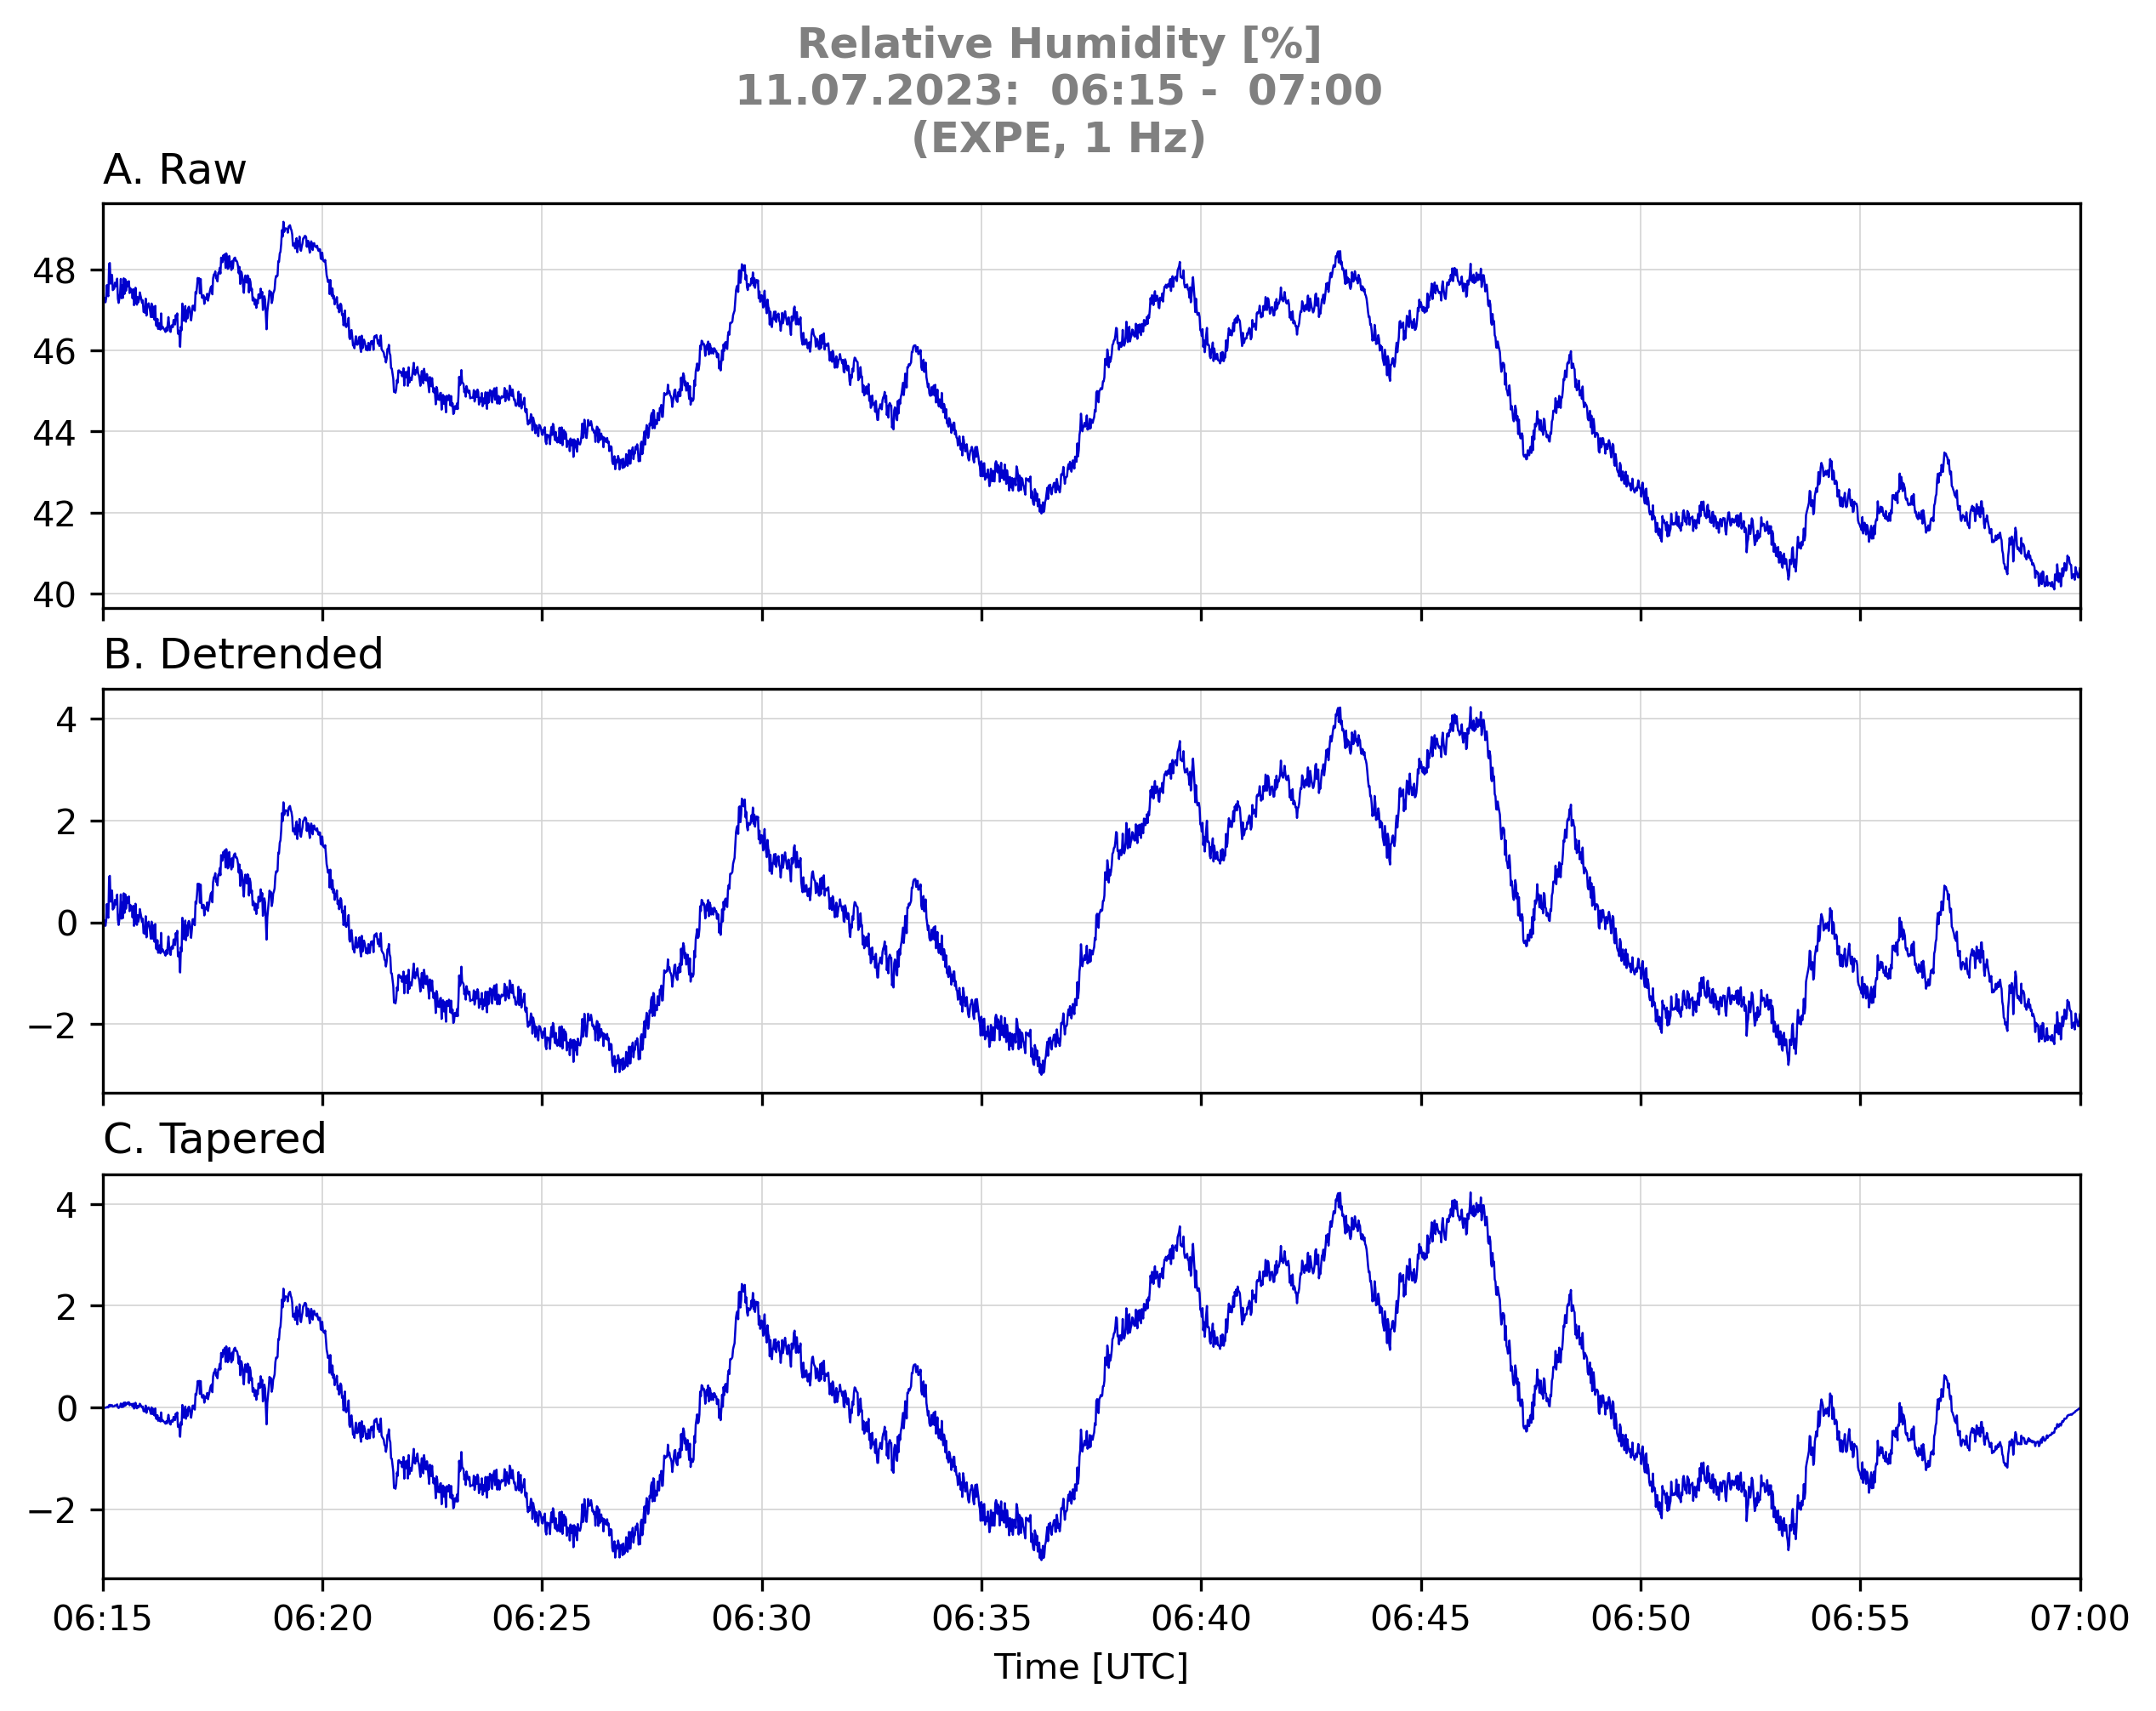 Relative Humidity [%]
11.07.2023:  06:15 -  07:00
(EXPE, 1 Hz)
A. Raw
48
46
44
42
40
B. Detrended
4
2
0
−2
C. Tapered
4
2
0
−2
06:15 06:20 06:25 06:30 06:35 06:40 06:45 06:50 06:55 07:00
Time [UTC]